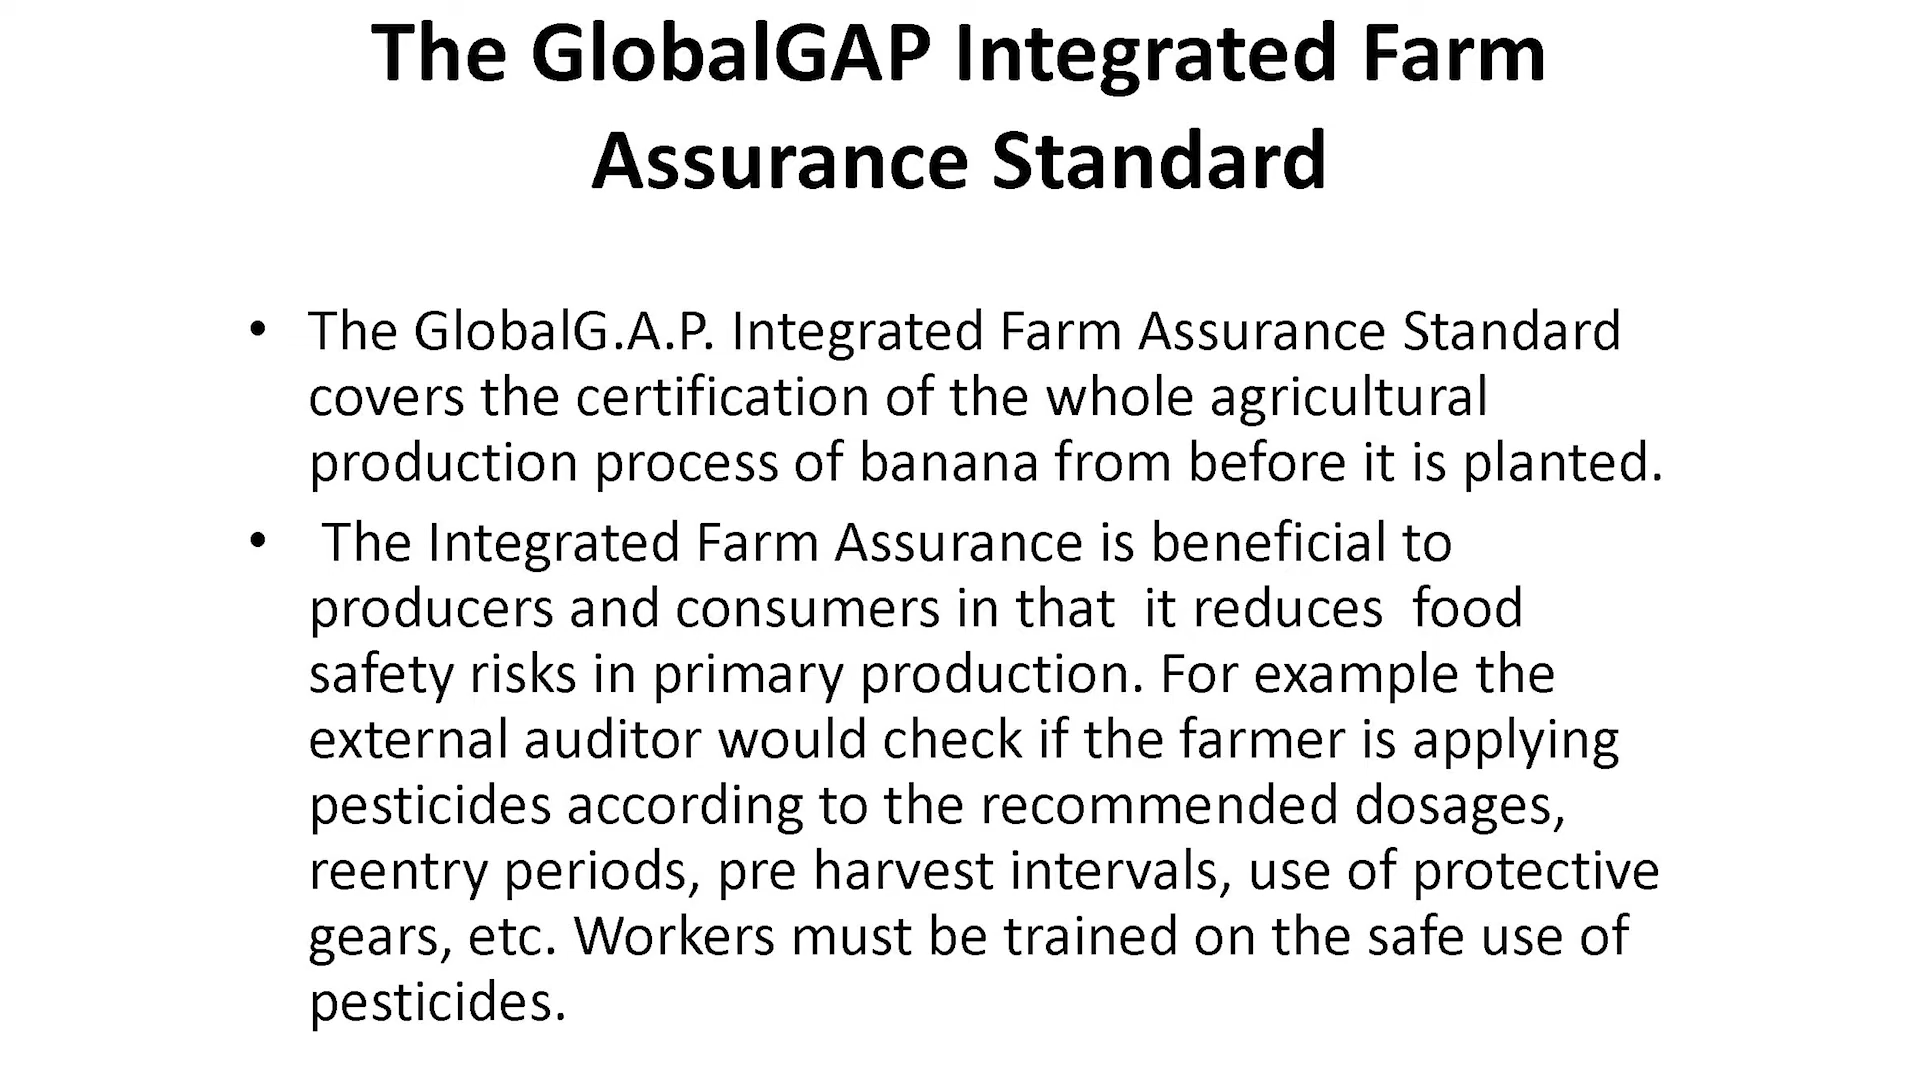 The GlobalGAP Integrated Farm
Assurance Standard
• The GlobalG.A.P. Integrated Farm Assurance Standard
covers the certification of the whole agricultural
production process of banana from before it is planted.
• The Integrated Farm Assurance is beneficial to
producers and consumers in that it reduces food
safety risks in primary production. For example the
external auditor would check if the farmer is applying
pesticides according to the recommended dosages,
reentry periods, pre harvest intervals, use of protective
gears, etc. Workers must be trained on the safe use of
pesticides.